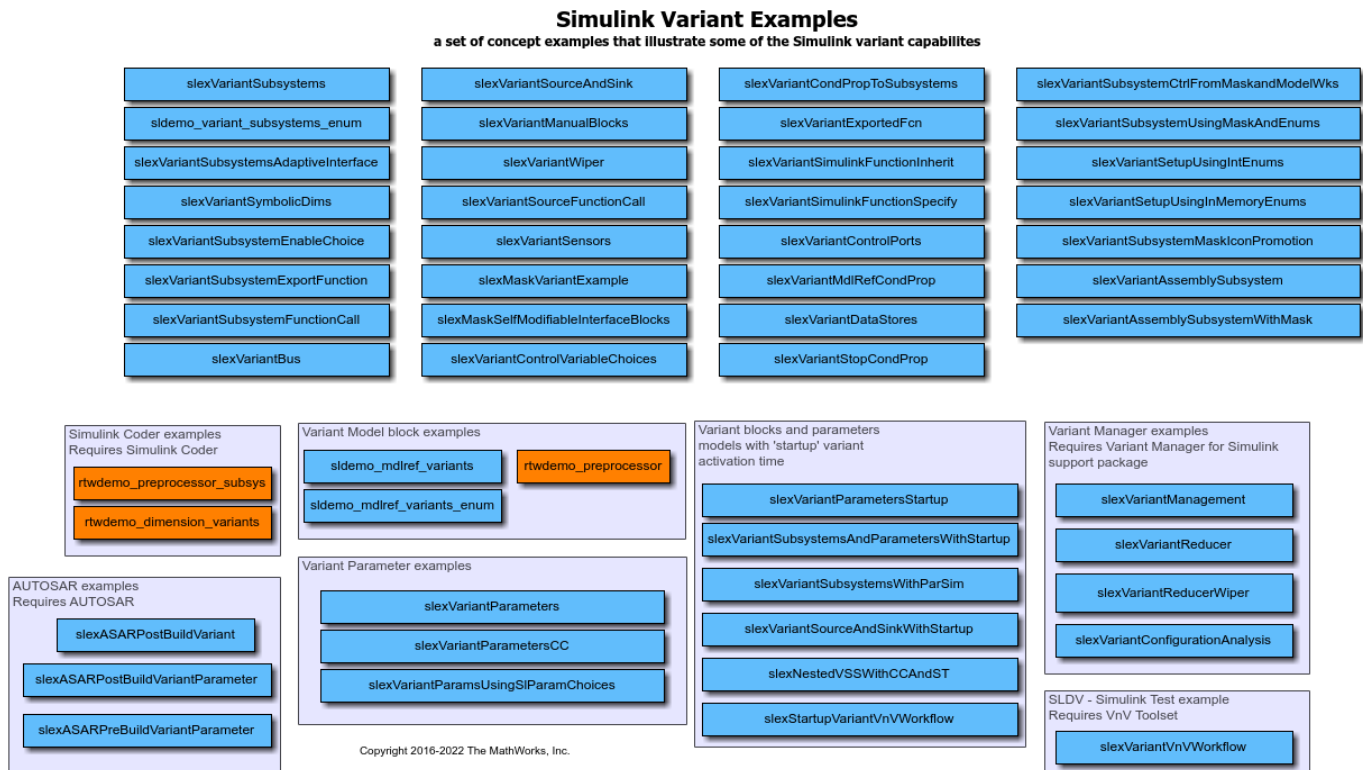 Simulink Variant Examples
a set of concept examples that illustrate some of the Simulink variant capabilites
slexVariantSubsystems
sldemo_variant_subsystems_enum
slexVariantSubsystemsAdaptiveInterface
slexVariantSymbolicDims
slexVariantSubsystemEnableChoice
slexVariantSubsystemExportFunction
slexVariantSubsystemFunctionCall
slexVariantBus
slexVariantSourceAndSink
slexVariantManualBlocks
slexVariantWiper
slexVariantSourceFunctionCall
slexVariantSensors
slexMaskVariantExample
slexMaskSelfModifiableInterfaceBlocks
slexVariantControlVariableChoices
slexVariantCondPropToSubsystems
slexVariantExportedFcn
slexVariantSimulinkFunctionInherit
slexVariantSimulinkFunctionSpecify
slexVariantControlPorts
slexVariantMdlRefCondProp
slexVariantDataStores
slexVariantStopCondProp
slexVariantSubsystemCtrlFromMaskandModelWks
slexVariantSubsystemUsingMaskAndEnums
slexVariantSetupUsingIntEnums
slexVariantSetupUsingInMemoryEnums
slexVariantSubsystemMaskIconPromotion
slexVariantAssemblySubsystem
slexVariantAssemblySubsystemWithMask
Simulink Coder examples
Requires Simulink Coder
rtwdemo_preprocessor_subsys
rtwdemo_dimension_variants
AUTOSAR examples
Requires AUTOSAR
slexASARPostBuildVariant
slexASARPostBuildVariantParameter
slexASARPreBuildVariantParameter
Variant Model block examples
sldemo_mdlref_variants
rtwdemo_preprocessor
sldemo_mdlref_variants_enum
Variant Parameter examples
slexVariantParameters
slexVariantParametersCC
slexVariantParamsUsingSlParamChoices
Copyright 2016-2022 The MathWorks, Inc.
Variant blocks and parameters
models with 'startup' variant
activation time
slexVariantParametersStartup
slexVariantSubsystemsAndParametersWithStartup
slexVariantSubsystemsWithParSim
slexVariantSourceAndSinkWithStartup
slexNestedVSSWithCCAndST
slexStartupVariantVnVWorkflow
Variant Manager examples
Requires Variant Manager for Simulink
support package
slexVariantManagement
slexVariantReducer
slexVariantReducerWiper
slexVariantConfigurationAnalysis
SLDV - Simulink Test example
Requires VnV Toolset
slexVariantVnVWorkflow